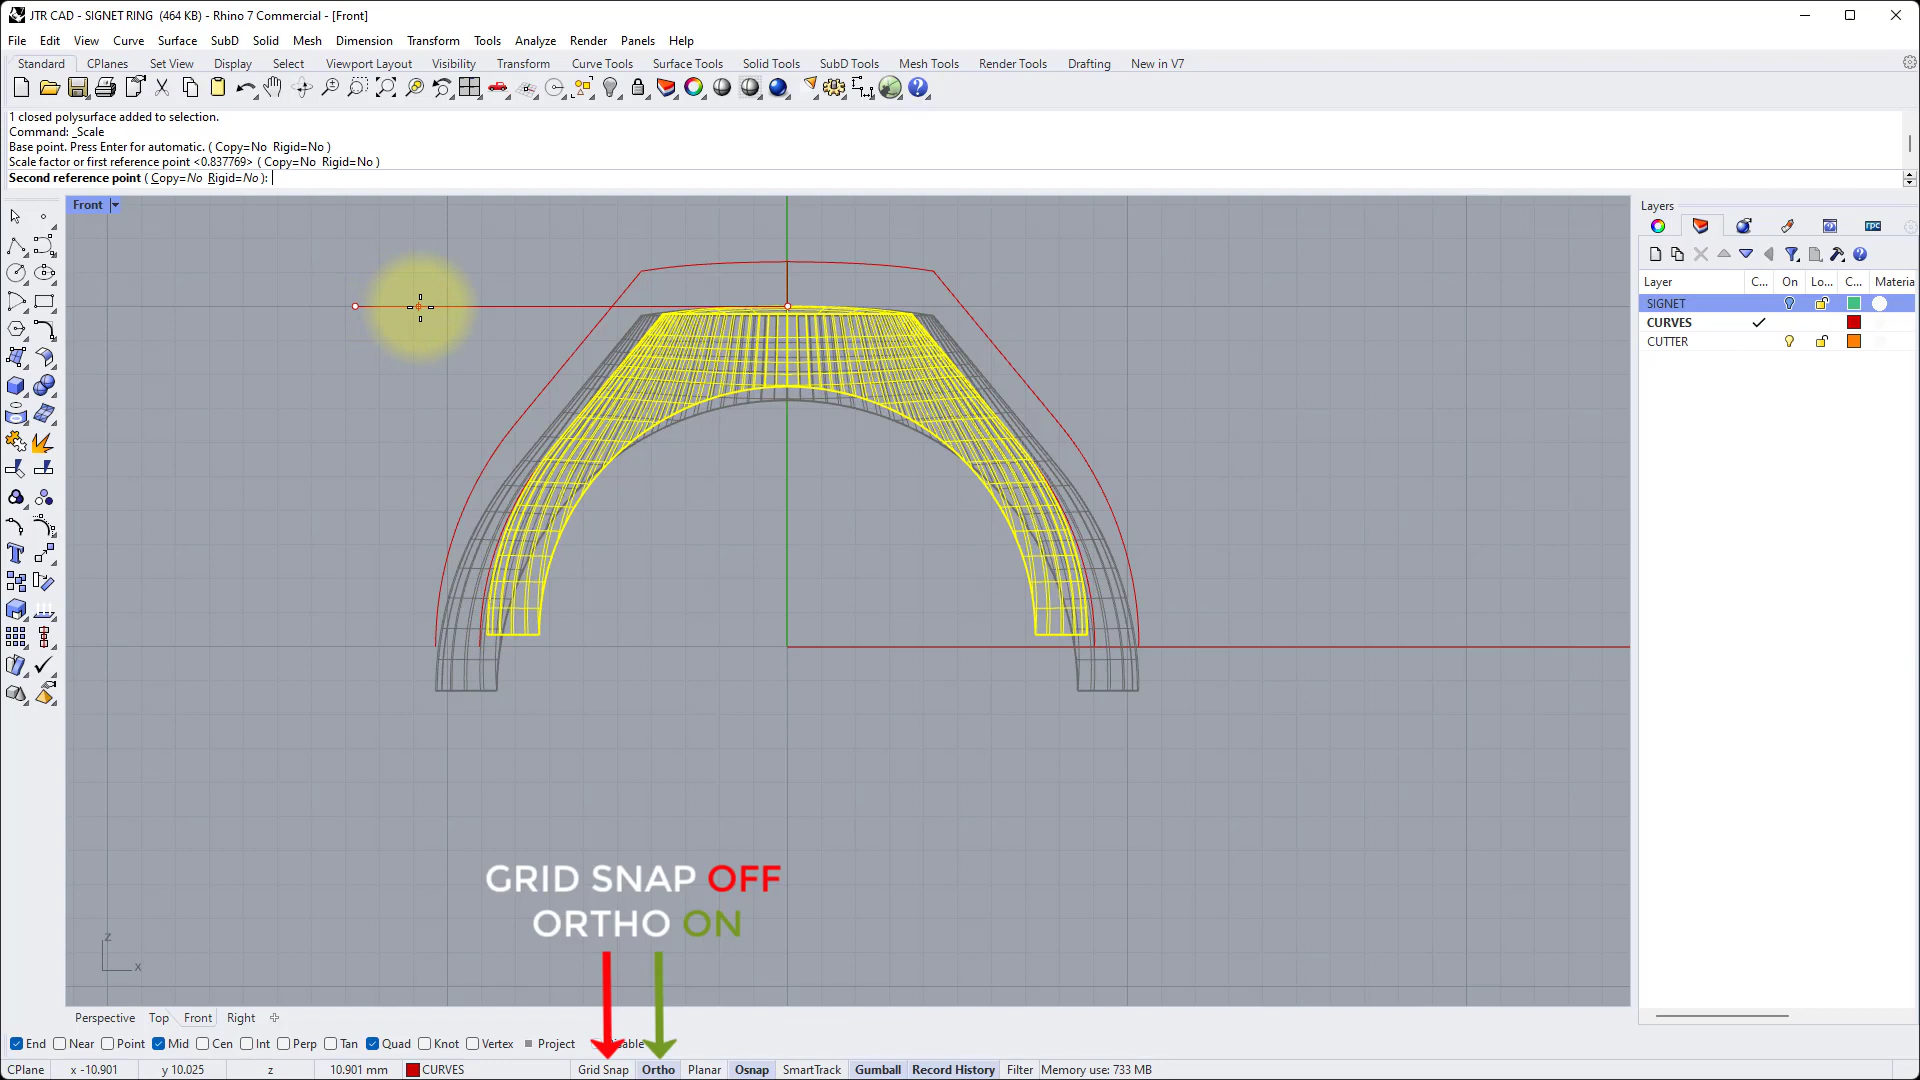 JTR CAD - SIGNET RING (464 KB) - Rhino 7 Commercial - [Front]
File Edit View Curve Surface SubD Solid Mesh Dimension Transform Tools Analyze Render Panels Help
Standard CPlanes Set View Display Select Viewport Layout Visibility Transform Curve Tools Surface Tools Solid Tools SubD Tools Mesh Tools Render Tools Drafting New in V7
1 closed polysurface added to selection.
Command: _Scale
Base point. Press Enter for automatic. ( Copy=No Rigid=No )
Scale factor or first reference point <0.837769> ( Copy=No Rigid=No )
Second reference point ( Copy=No Rigid=No ):
Front
Layers
rpc
Layer C... On Lo... C... Materia
SIGNET
CURVES
CUTTER
GRID SNAP OFF
ORTHO ON
z
x
Perspective Top Front Right
End Near Point Mid Cen Int Perp Tan Quad Knot Vertex Project
CPlane x -10.901 y 10.025 z 10.901 mm CURVES Grid Snap Ortho Planar Osnap SmartTrack Gumball Record History Filter Memory use: 733 MB